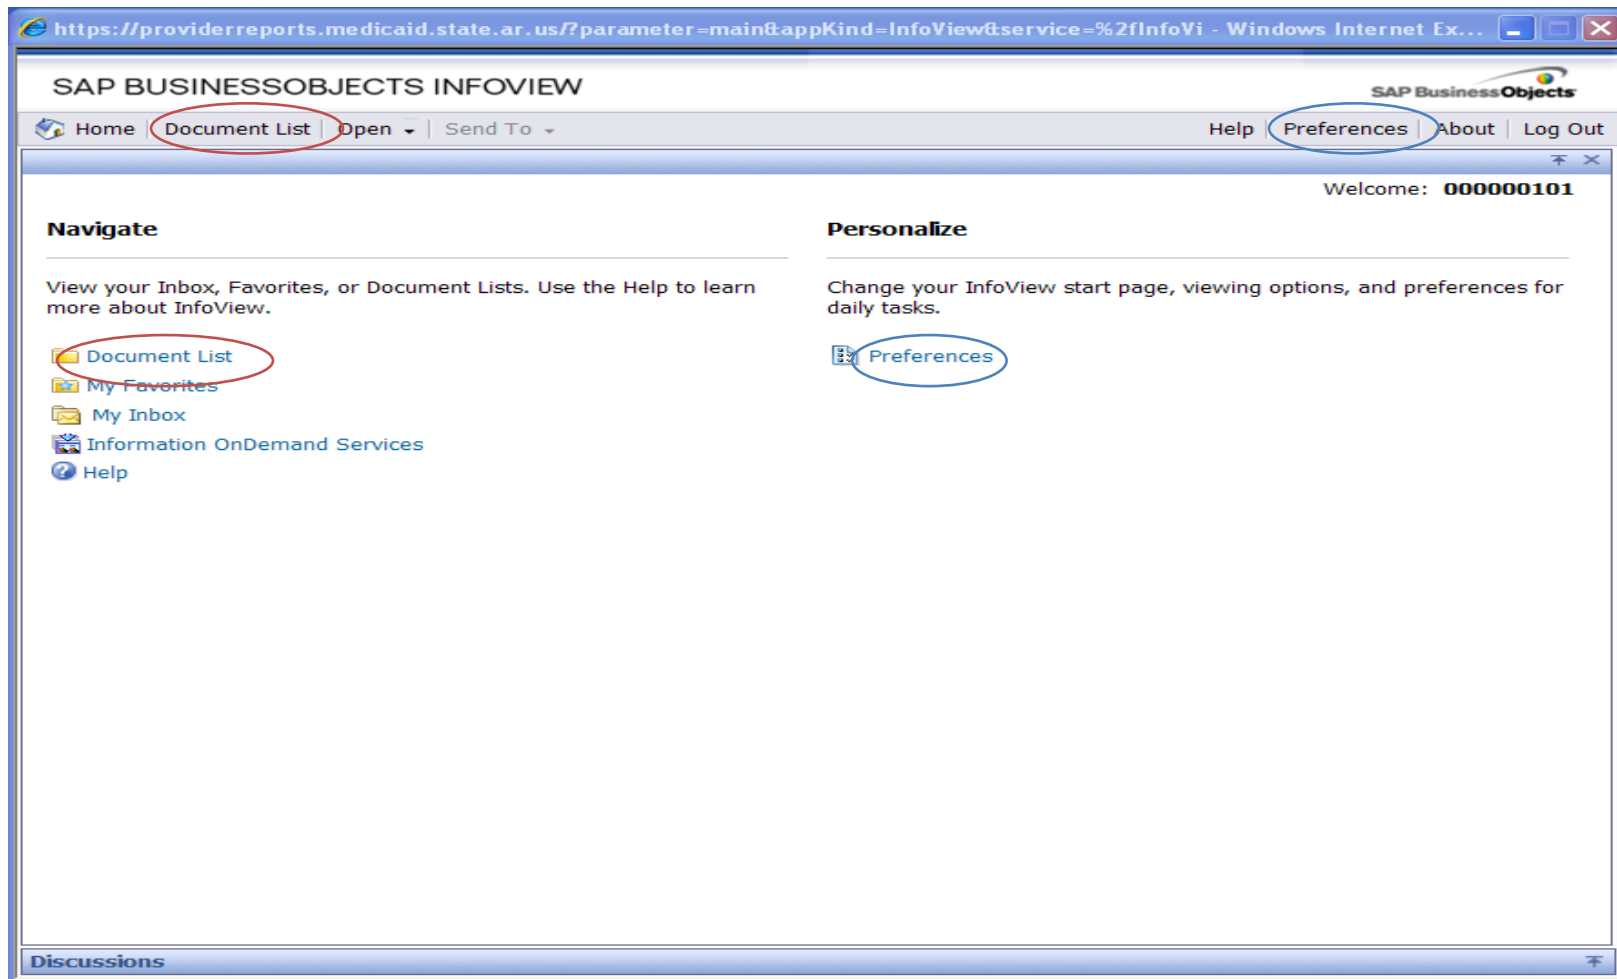 https://providerreports.medicaid.state.ar.us/?parameter=main&appKind=InfoView&service=%2fInfoVi - Windows Internet Ex...
SAP BUSINESSOBJECTS INFOVIEW
SAP BusinessObjects
Home | Document List | Open | Send To
Help | Preferences | About | Log Out
Welcome: 000000101
Navigate
View your Inbox, Favorites, or Document Lists. Use the Help to learn
more about InfoView.
Document List
My Favorites
My Inbox
Information OnDemand Services
Help
Personalize
Change your InfoView start page, viewing options, and preferences for
daily tasks.
Preferences
Discussions